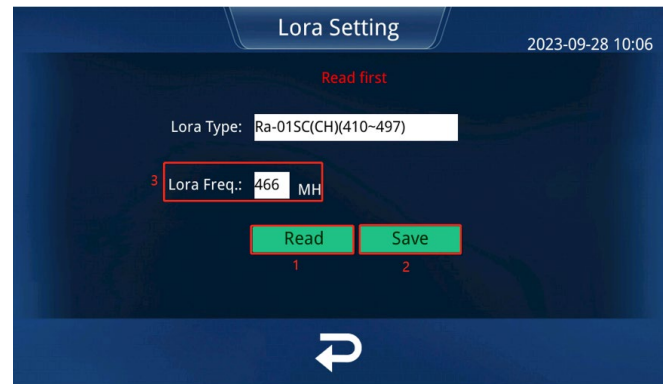 Lora Setting
2023-09-28 10:06
Read first
Lora Type: Ra-01SC(CH)(410~497)
3 Lora Freq.: 466 MH
Read Save
1 2